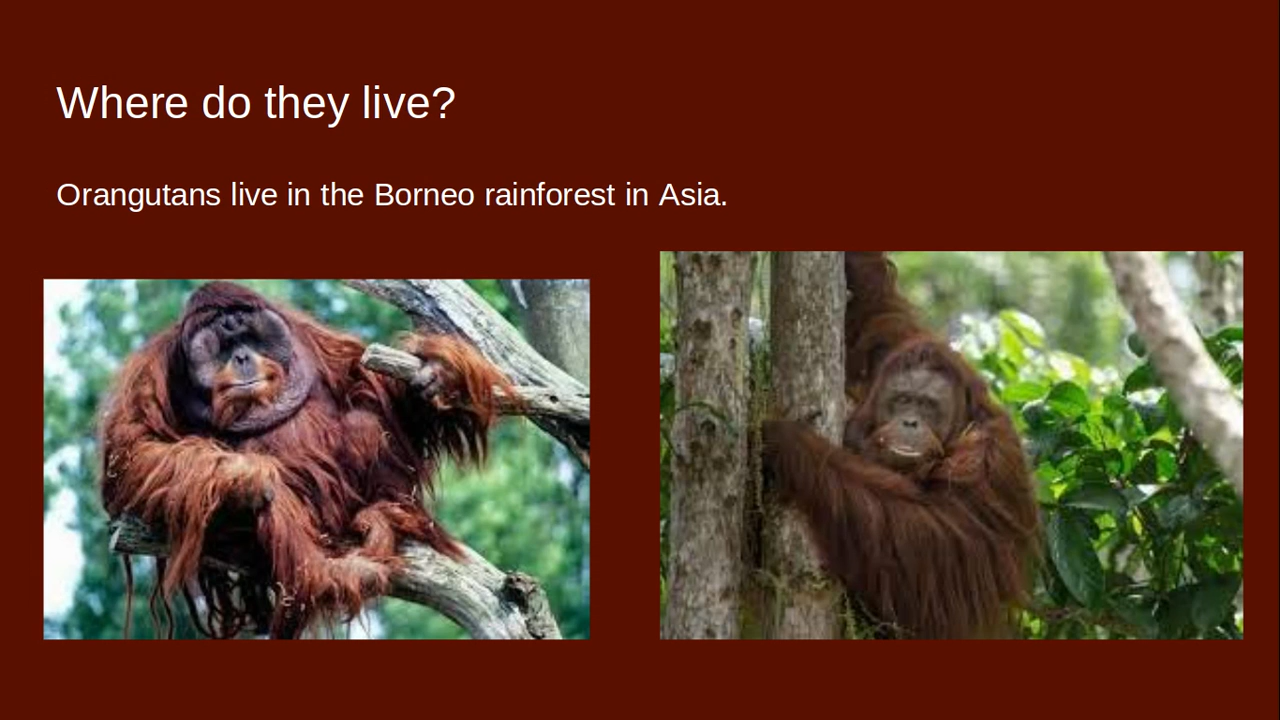 Where do they live?
Orangutans live in the Borneo rainforest in Asia.